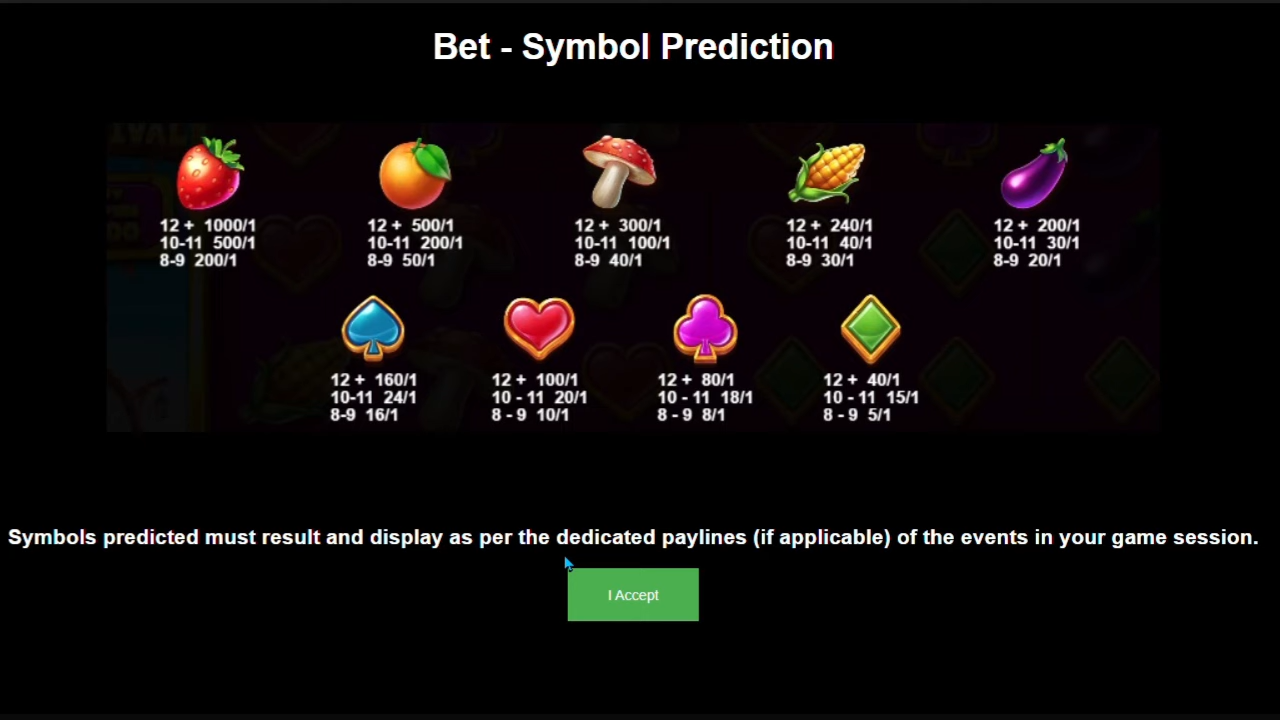 Bet - Symbol Prediction
12 + 1000/1
10-11 500/1
8-9 200/1
12 + 500/1
10-11 200/1
8-9 50/1
12 + 300/1
10-11 100/1
8-9 40/1
12 + 240/1
10-11 40/1
8-9 30/1
12 + 200/1
10-11 30/1
8-9 20/1
12 + 160/1
10-11 24/1
8-9 16/1
12 + 100/1
10 - 11 20/1
8 - 9 10/1
12 + 80/1
10 - 11 18/1
8 - 9 8/1
12 + 40/1
10 - 11 15/1
8 - 9 5/1
Symbols predicted must result and display as per the dedicated paylines (if applicable) of the events in your game session.
I Accept